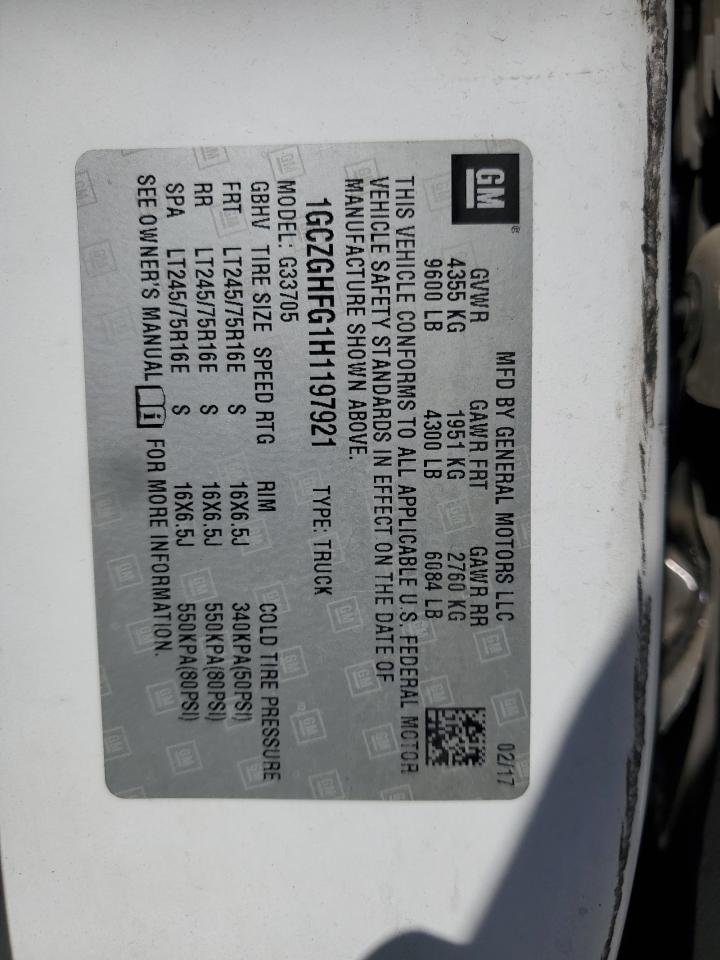 GM®
MFD BY GENERAL MOTORS LLC 02/17
GVWR GAWR FRT GAWR RR
4355 KG 1951 KG 2760 KG
9600 LB 4300 LB 6084 LB
THIS VEHICLE CONFORMS TO ALL APPLICABLE U.S. FEDERAL MOTOR
VEHICLE SAFETY STANDARDS IN EFFECT ON THE DATE OF
MANUFACTURE SHOWN ABOVE.
1GCZGHFG1H1197921 TYPE: TRUCK
MODEL: G33705
GBHV TIRE SIZE SPEED RTG RIM COLD TIRE PRESSURE
FRT LT245/75R16E S 16X6.5J 340KPA(50PSI)
RR LT245/75R16E S 16X6.5J 550KPA(80PSI)
SPA LT245/75R16E S 16X6.5J 550KPA(80PSI)
SEE OWNER'S MANUAL i FOR MORE INFORMATION.